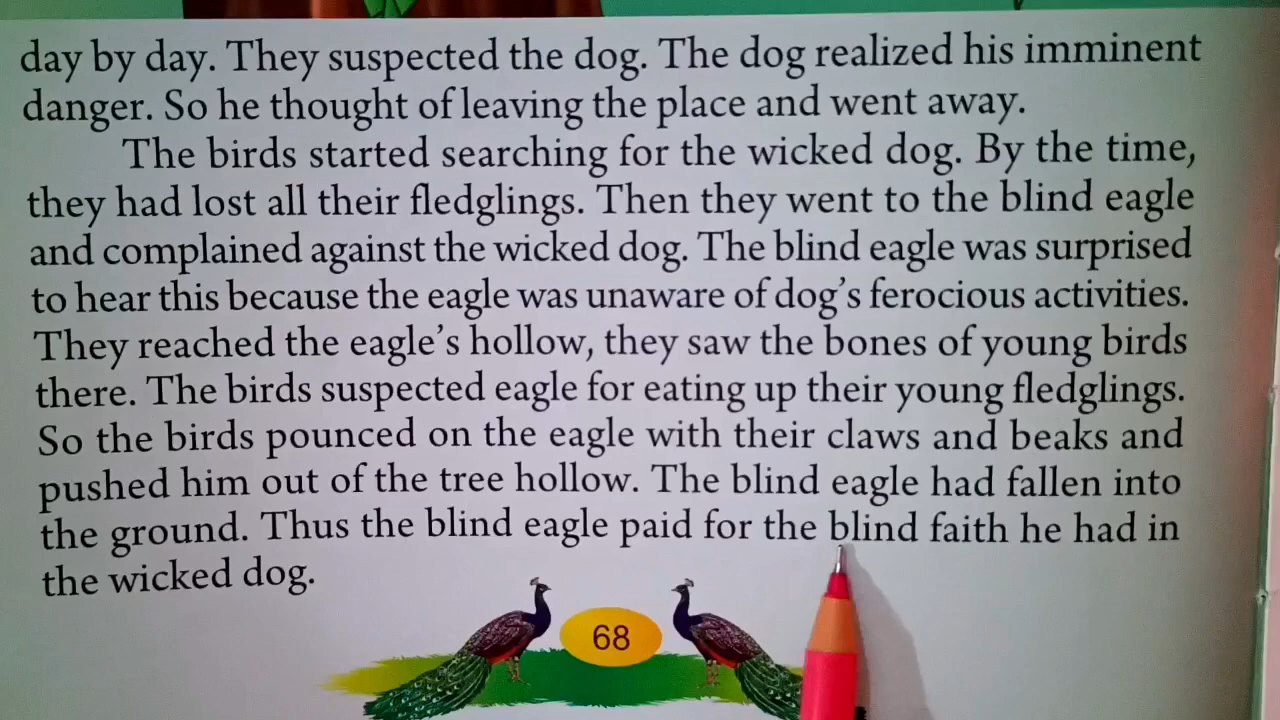 day by day. They suspected the dog. The dog realized his imminent
danger. So he thought of leaving the place and went away.
The birds started searching for the wicked dog. By the time,
they had lost all their fledglings. Then they went to the blind eagle
and complained against the wicked dog. The blind eagle was surprised
to hear this because the eagle was unaware of dog's ferocious activities.
They reached the eagle's hollow, they saw the bones of young birds
there. The birds suspected eagle for eating up their young fledglings.
So the birds pounced on the eagle with their claws and beaks and
pushed him out of the tree hollow. The blind eagle had fallen into
the ground. Thus the blind eagle paid for the blind faith he had in
the wicked dog.
68